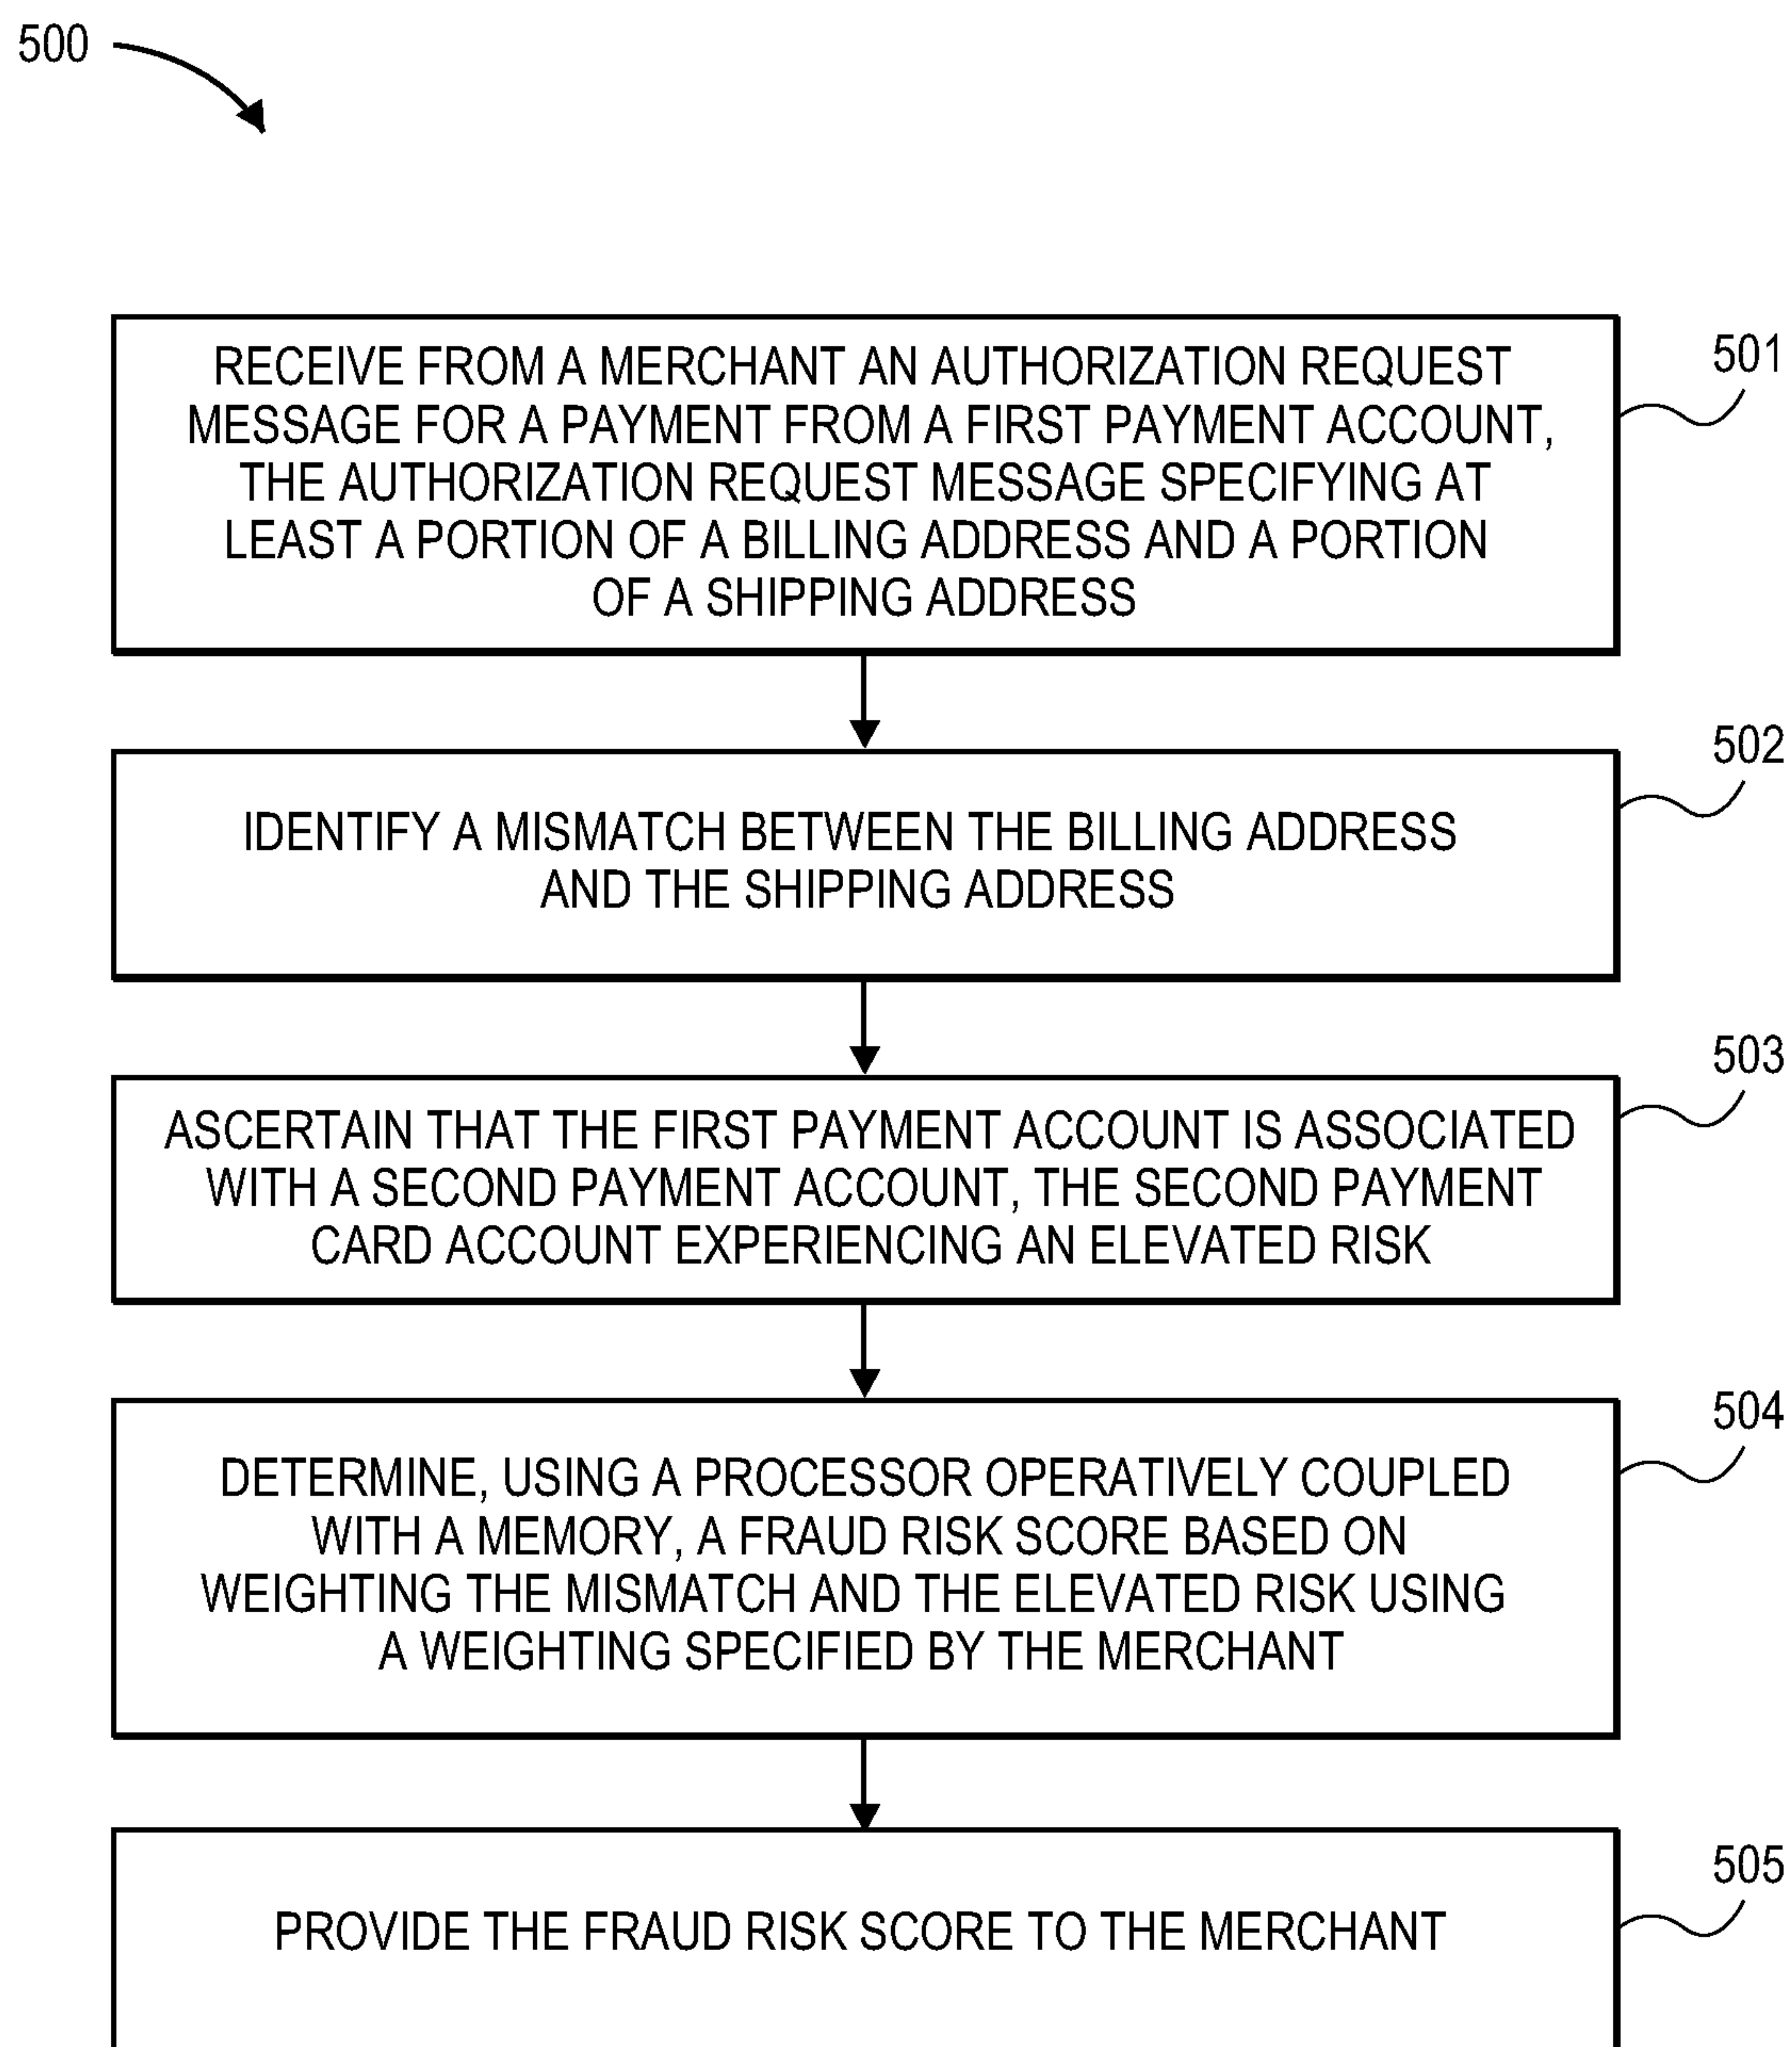 500
RECEIVE FROM A MERCHANT AN AUTHORIZATION REQUEST
MESSAGE FOR A PAYMENT FROM A FIRST PAYMENT ACCOUNT,
THE AUTHORIZATION REQUEST MESSAGE SPECIFYING AT
LEAST A PORTION OF A BILLING ADDRESS AND A PORTION
OF A SHIPPING ADDRESS
501
IDENTIFY A MISMATCH BETWEEN THE BILLING ADDRESS
AND THE SHIPPING ADDRESS
502
ASCERTAIN THAT THE FIRST PAYMENT ACCOUNT IS ASSOCIATED
WITH A SECOND PAYMENT ACCOUNT, THE SECOND PAYMENT
CARD ACCOUNT EXPERIENCING AN ELEVATED RISK
503
DETERMINE, USING A PROCESSOR OPERATIVELY COUPLED
WITH A MEMORY, A FRAUD RISK SCORE BASED ON
WEIGHTING THE MISMATCH AND THE ELEVATED RISK USING
A WEIGHTING SPECIFIED BY THE MERCHANT
504
PROVIDE THE FRAUD RISK SCORE TO THE MERCHANT
505